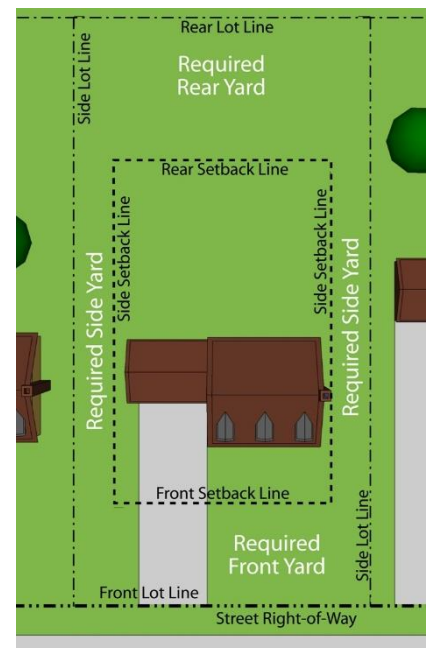 Rear Lot Line
Side Lot Line
Required
Rear Yard
Rear Setback Line
Side Setback Line
Side Setback Line
Required Side Yard
Required Side Yard
Front Setback Line
Required
Front Yard
Side Lot Line
Front Lot Line
Street Right-of-Way